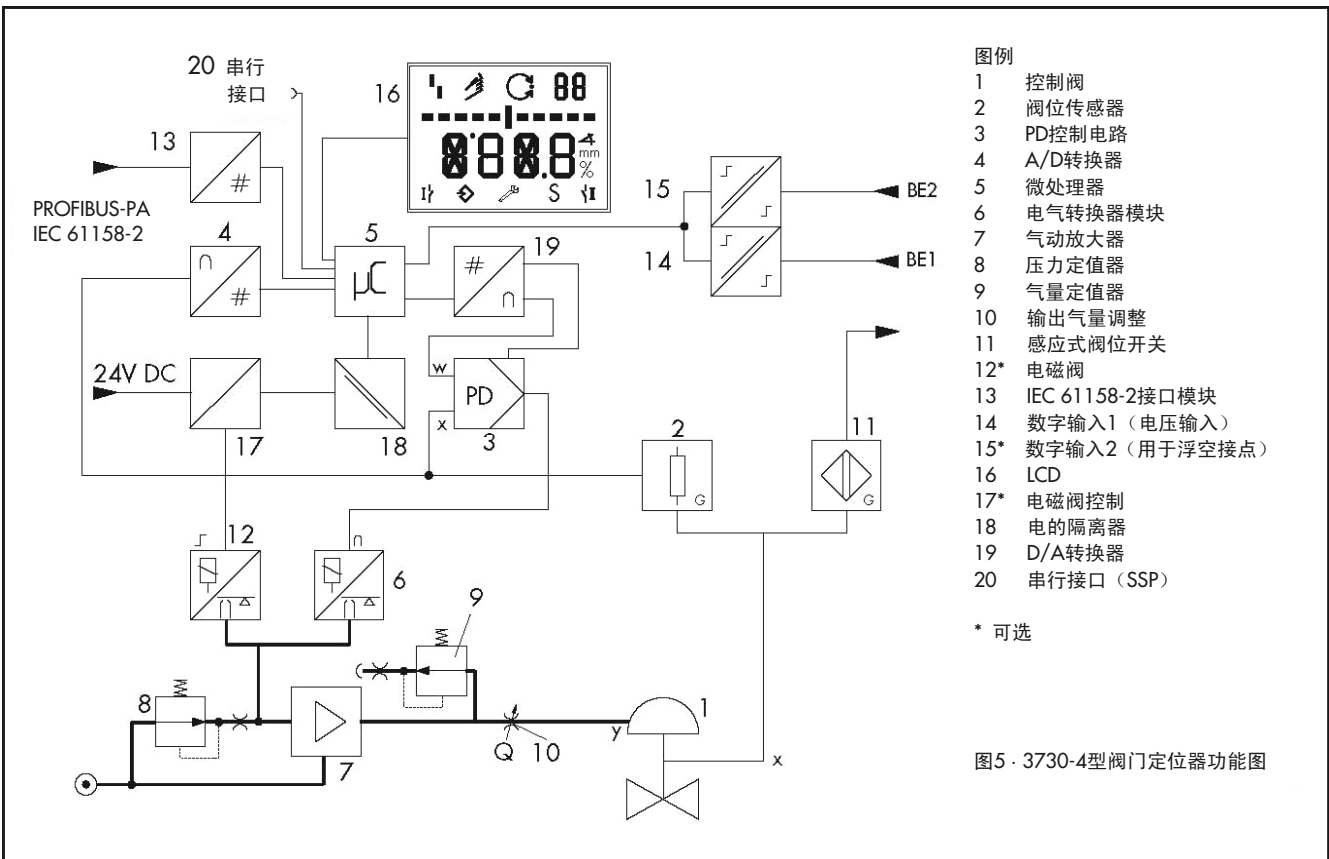 20 串行
接口
16
88
8.8.8.8
mm
%
S
13
#
PROFIBUS-PA
IEC 61158-2
4
∩
#
5
μC
19
#
∩
15
BE2
14
BE1
24V DC
17
18
w
PD
x
3
2
G
11
G
12
∩
6
9
8
7
Q 10
y
1
x
图例
1 控制阀
2 阀位传感器
3 PD控制电路
4 A/D转换器
5 微处理器
6 电气转换器模块
7 气动放大器
8 压力定值器
9 气量定值器
10 输出气量调整
11 感应式阀位开关
12* 电磁阀
13 IEC 61158-2接口模块
14 数字输入1（电压输入）
15* 数字输入2（用于浮空接点）
16 LCD
17* 电磁阀控制
18 电的隔离器
19 D/A转换器
20 串行接口（SSP）
* 可选
图5 · 3730-4型阀门定位器功能图